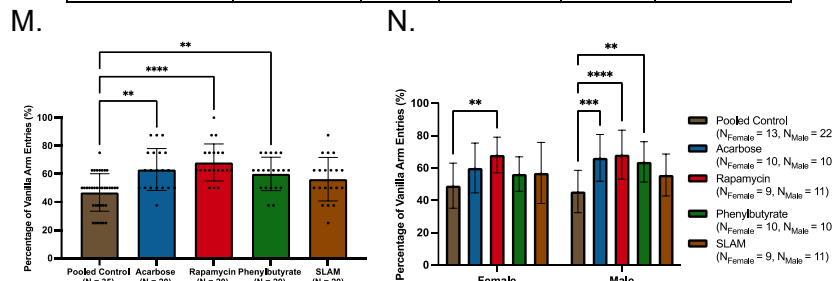 M.
N.
**
****
**
Percentage of Vanilla Arm Entries (%)
100
80
60
40
20
0
Pooled Control
Acarbose
Rapamycin
Phenylbutyrate
SLAM
**
****
***
**
Percentage of Vanilla Arm Entries (%)
100
80
60
40
20
0
Female
Male
Pooled Control
(NFemale = 13, NMale = 22
Acarbose
(NFemale = 10, NMale = 10
Rapamycin
(NFemale = 9, NMale = 11)
Phenylbutyrate
(NFemale = 10, NMale = 10
SLAM
(NFemale = 9, NMale = 11)